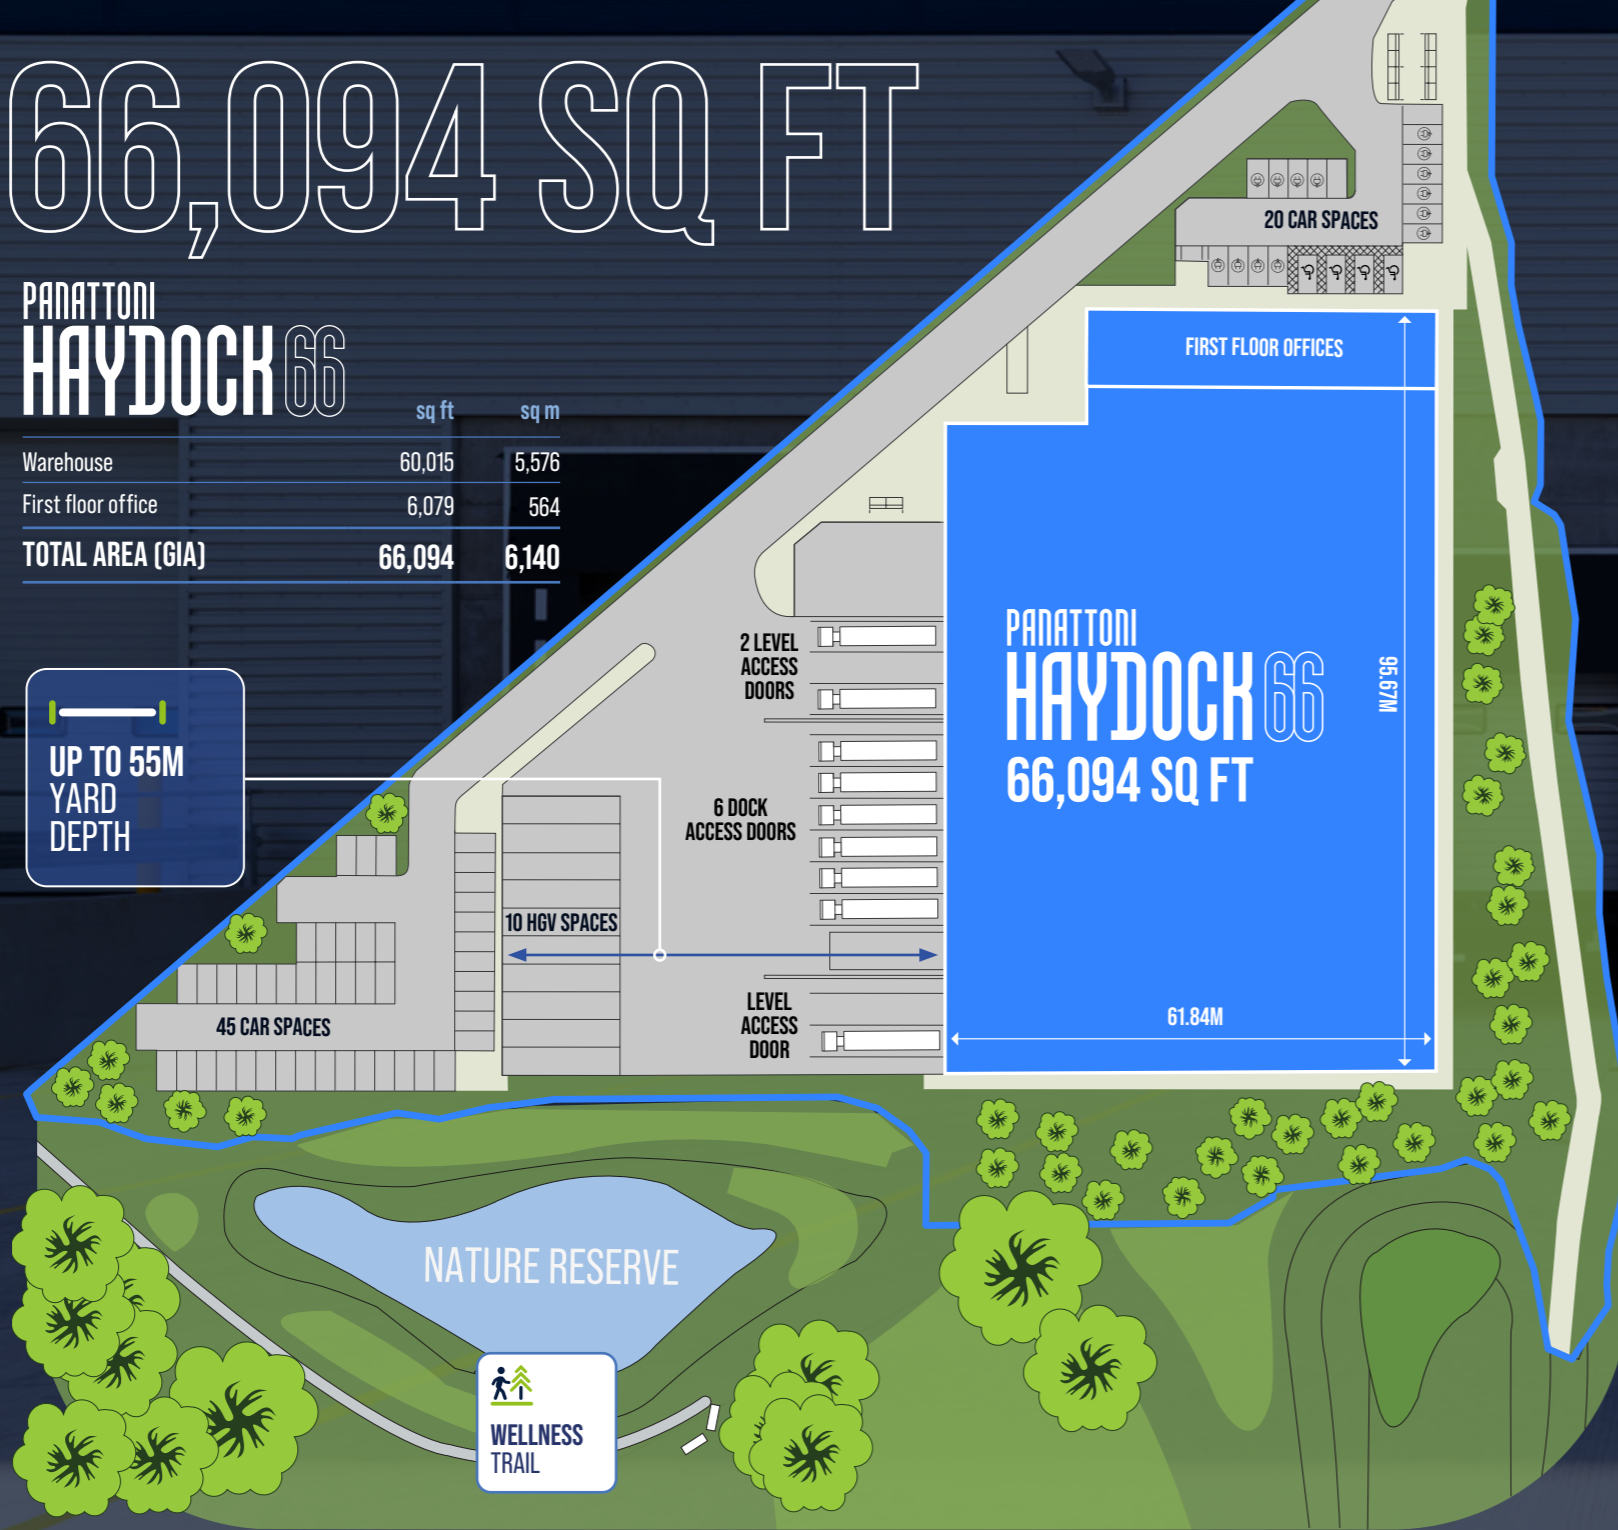 66,094 SQ FT
PANATTONI
HAYDOCK 66
sq ft sq m
Warehouse 60,015 5,576
First floor office 6,079 564
TOTAL AREA (GIA) 66,094 6,140
UP TO 55M
YARD
DEPTH
20 CAR SPACES
FIRST FLOOR OFFICES
2 LEVEL
ACCESS
DOORS
6 DOCK
ACCESS DOORS
10 HGV SPACES
LEVEL
ACCESS
DOOR
45 CAR SPACES
PANATTONI
HAYDOCK 66
66,094 SQ FT
95.67M
61.84M
NATURE RESERVE
WELLNESS
TRAIL